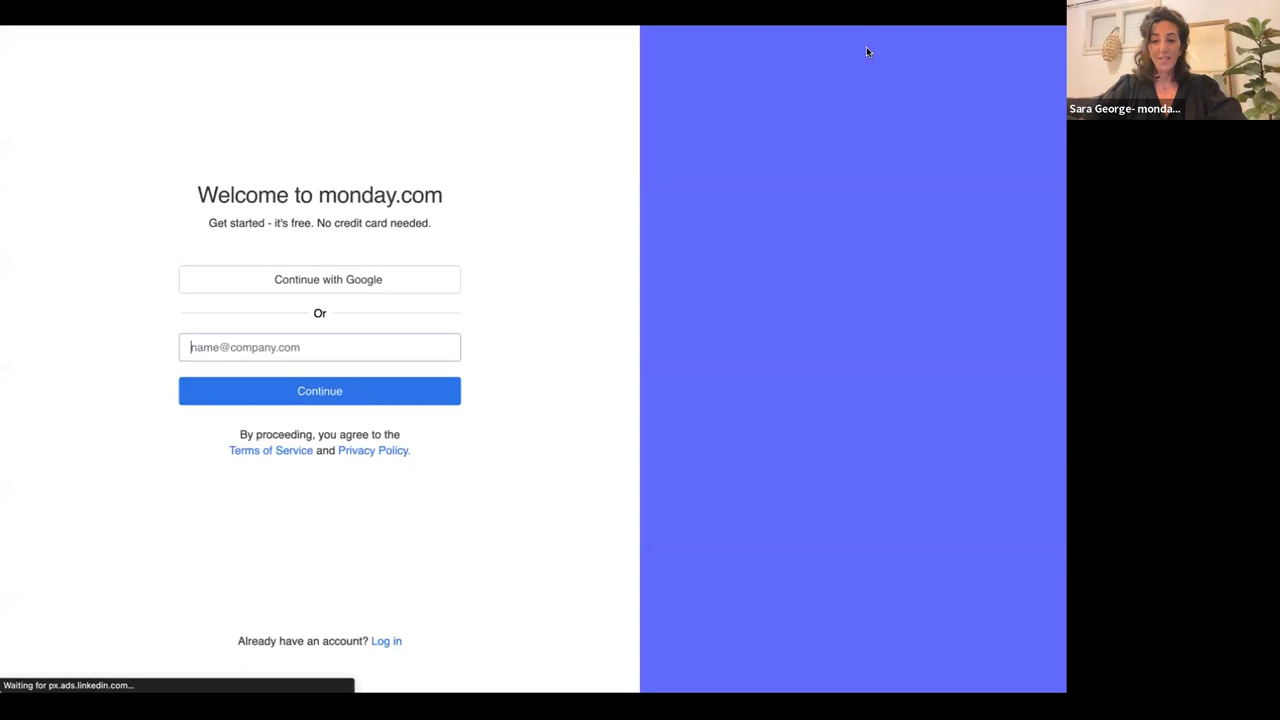 Sara George- monda...
Welcome to monday.com
Get started - it's free. No credit card needed.
Continue with Google
Or
name@company.com
Continue
By proceeding, you agree to the
Terms of Service and Privacy Policy.
Already have an account? Log in
Waiting for px.ads.linkedin.com...